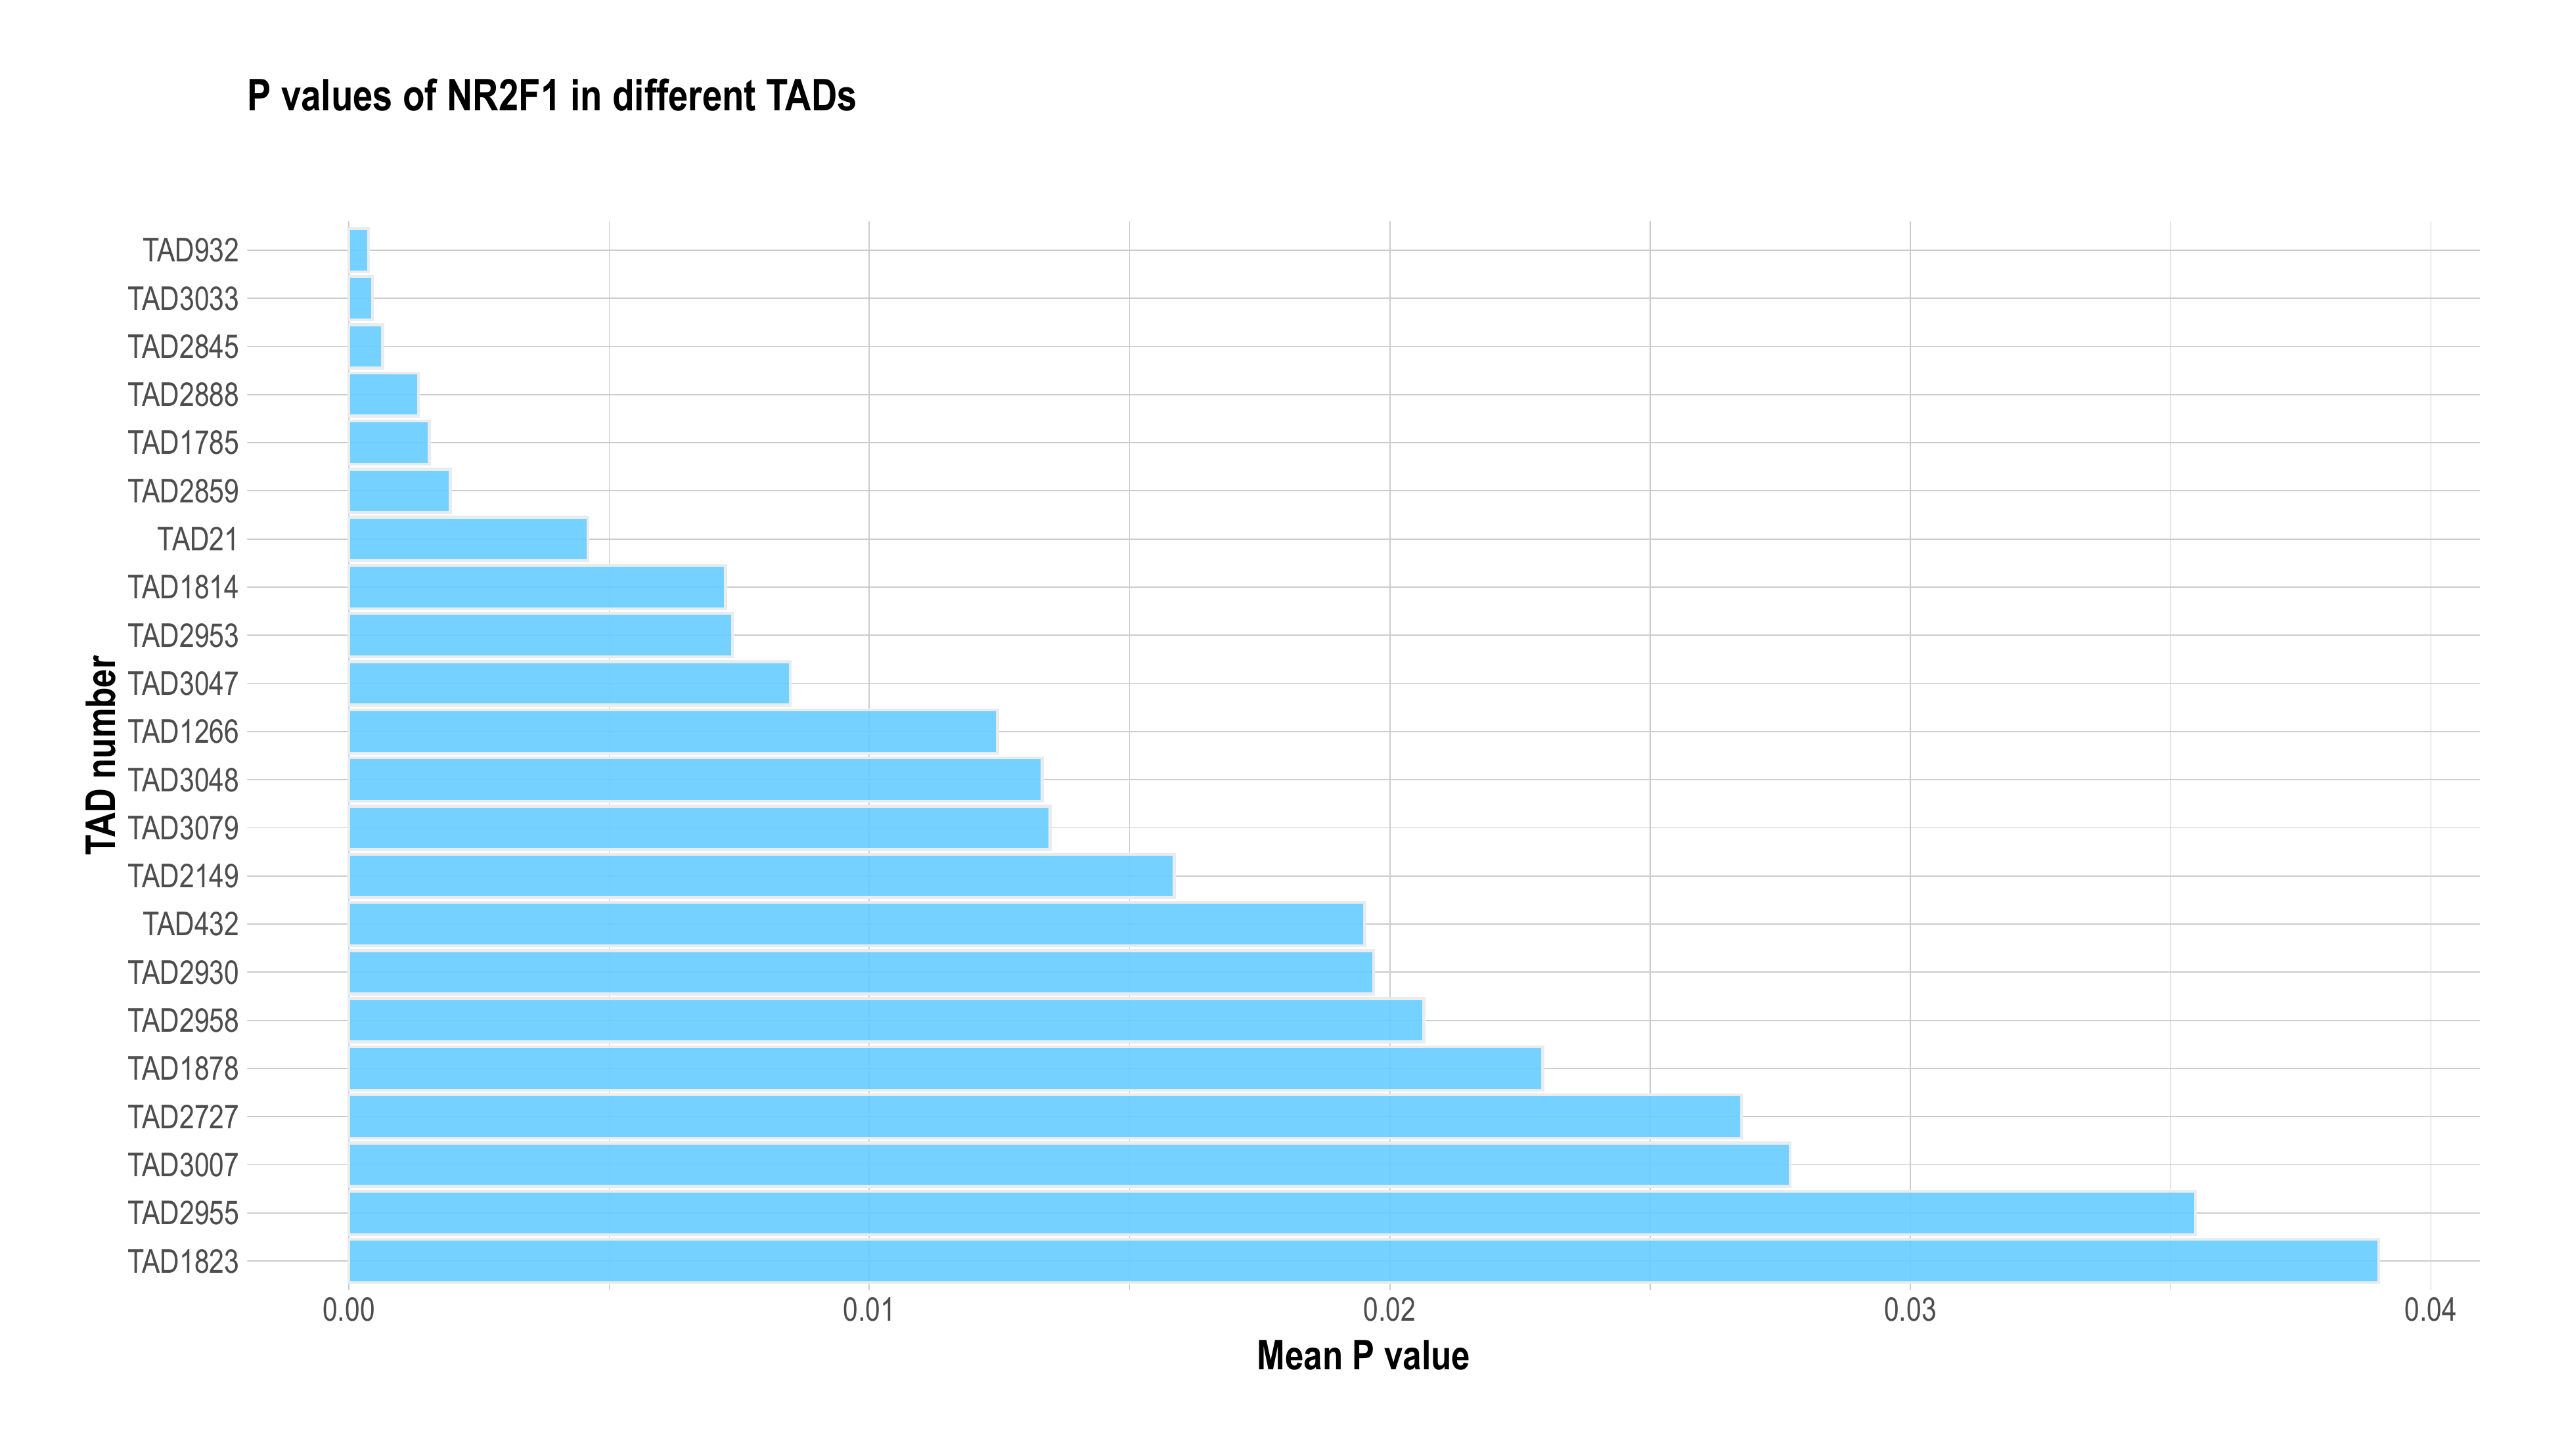 P values of NR2F1 in different TADs
TAD number
TAD932
TAD3033
TAD2845
TAD2888
TAD1785
TAD2859
TAD21
TAD1814
TAD2953
TAD3047
TAD1266
TAD3048
TAD3079
TAD2149
TAD432
TAD2930
TAD2958
TAD1878
TAD2727
TAD3007
TAD2955
TAD1823
0.00 0.01 0.02 0.03 0.04
Mean P value